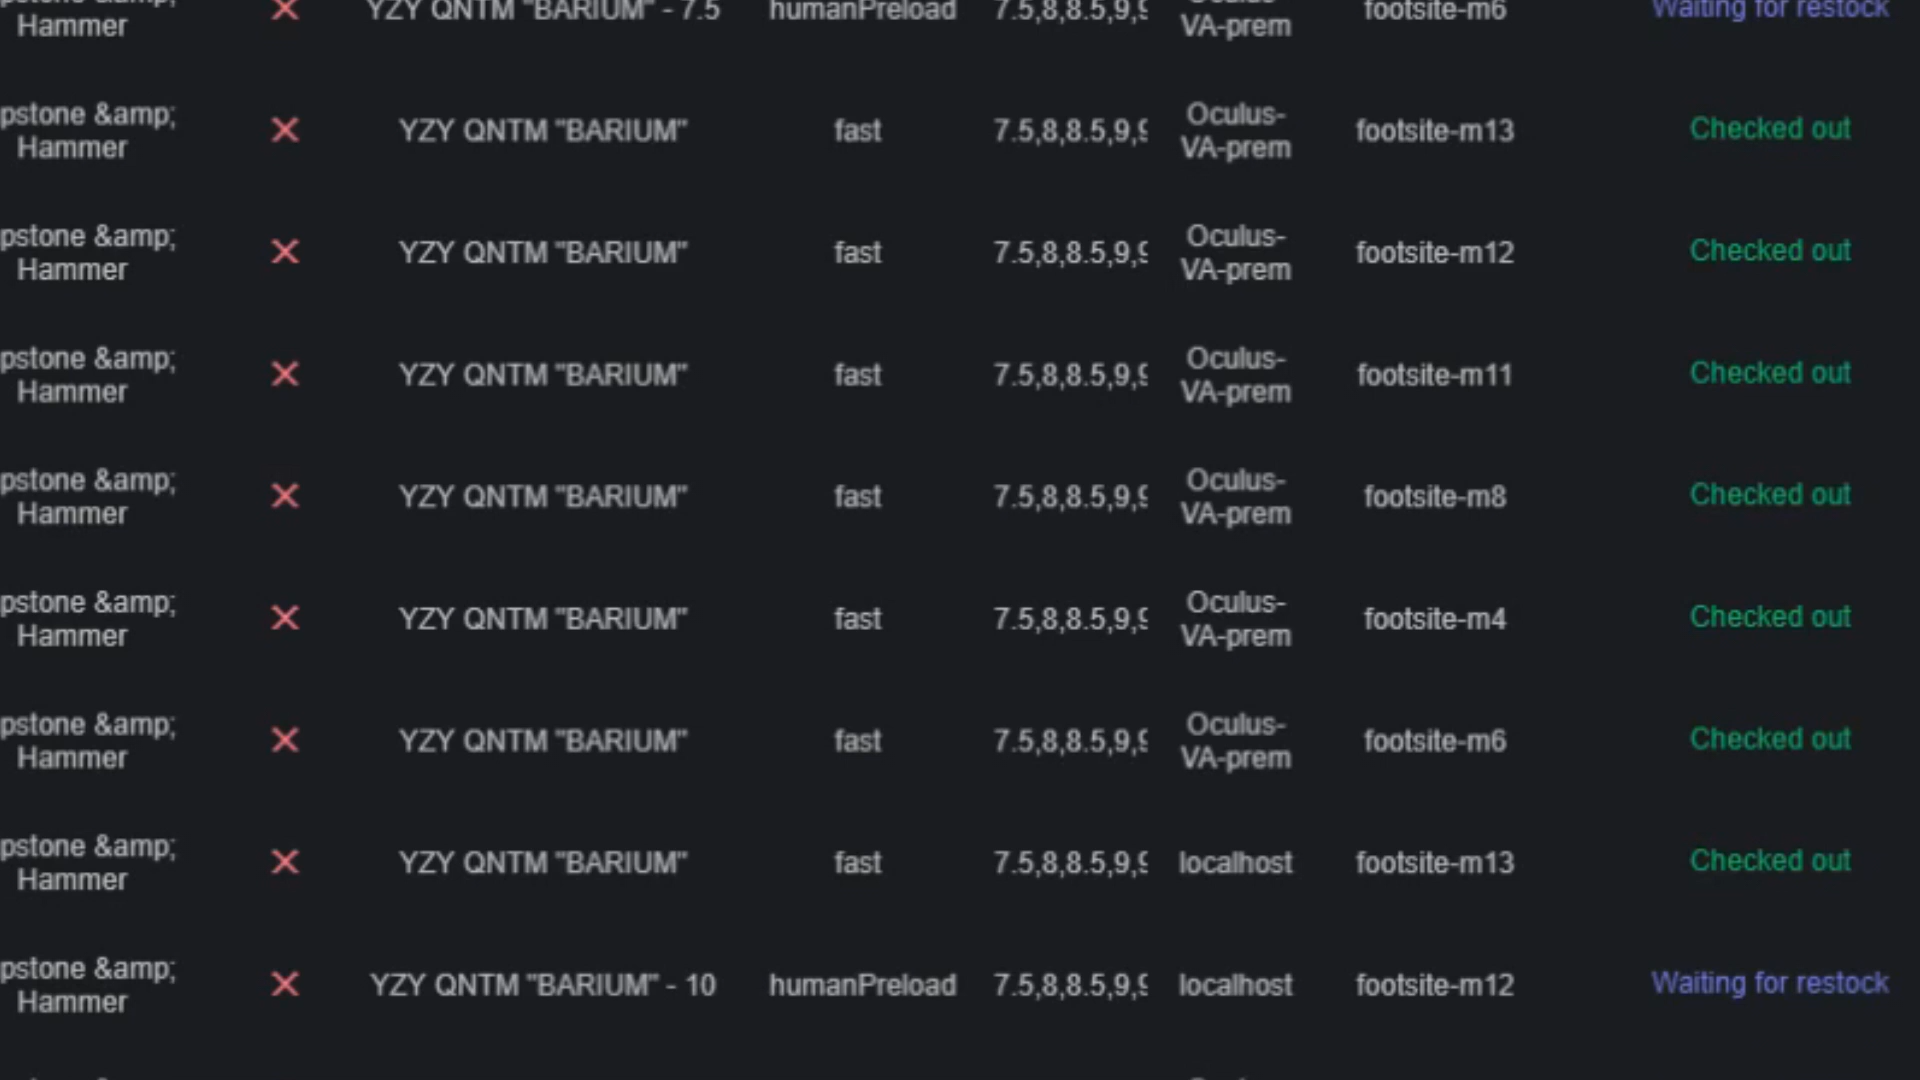 YZY QNTM "BARIUM" - 7.5 humanPreload 7.5,8,8.5,9,9 footsite-m6 Waiting for restock
Hammer VA-prem
pstone &amp; Oculus-
YZY QNTM "BARIUM" fast 7.5,8,8.5,9,9 footsite-m13 Checked out
Hammer VA-prem
pstone &amp; Oculus-
YZY QNTM "BARIUM" fast 7.5,8,8.5,9,9 footsite-m12 Checked out
Hammer VA-prem
pstone &amp; Oculus-
YZY QNTM "BARIUM" fast 7.5,8,8.5,9,9 footsite-m11 Checked out
Hammer VA-prem
pstone &amp; Oculus-
YZY QNTM "BARIUM" fast 7.5,8,8.5,9,9 footsite-m8 Checked out
Hammer VA-prem
pstone &amp; Oculus-
YZY QNTM "BARIUM" fast 7.5,8,8.5,9,9 footsite-m4 Checked out
Hammer VA-prem
pstone &amp; Oculus-
YZY QNTM "BARIUM" fast 7.5,8,8.5,9,9 footsite-m6 Checked out
Hammer VA-prem
pstone &amp;
YZY QNTM "BARIUM" fast 7.5,8,8.5,9,9 localhost footsite-m13 Checked out
Hammer
pstone &amp;
YZY QNTM "BARIUM" - 10 humanPreload 7.5,8,8.5,9,9 localhost footsite-m12 Waiting for restock
Hammer